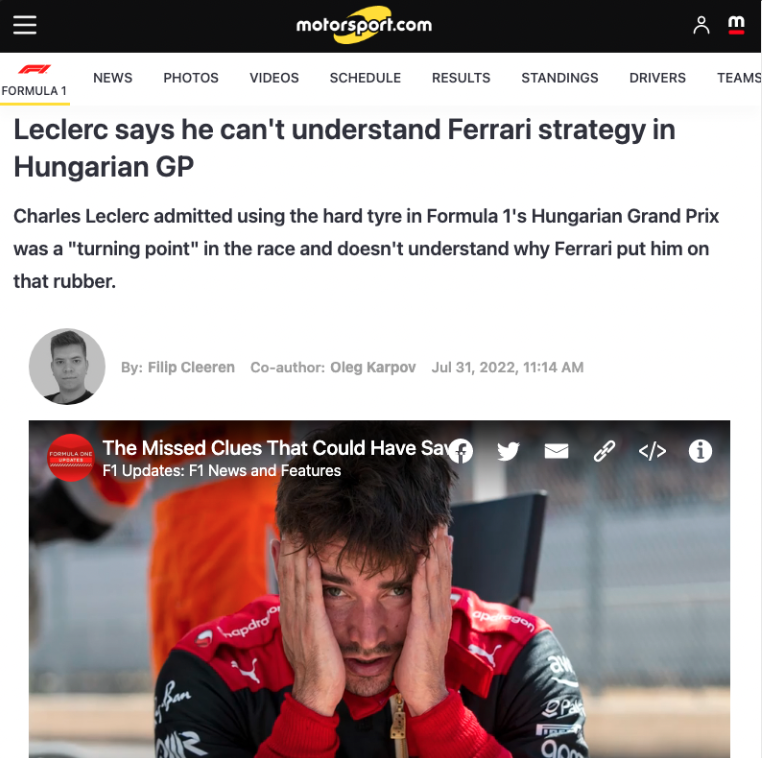 motorsport.com
m
FORMULA 1
NEWS
PHOTOS
VIDEOS
SCHEDULE
RESULTS
STANDINGS
DRIVERS
TEAMS
Leclerc says he can't understand Ferrari strategy in
Hungarian GP
Charles Leclerc admitted using the hard tyre in Formula 1's Hungarian Grand Prix
was a "turning point" in the race and doesn't understand why Ferrari put him on
that rubber.
By: Filip Cleeren Co-author: Oleg Karpov Jul 31, 2022, 11:14 AM
FORMULA ONE
UPDATES
The Missed Clues That Could Have Sav
F1 Updates: F1 News and Features
snapdrago
apdragon